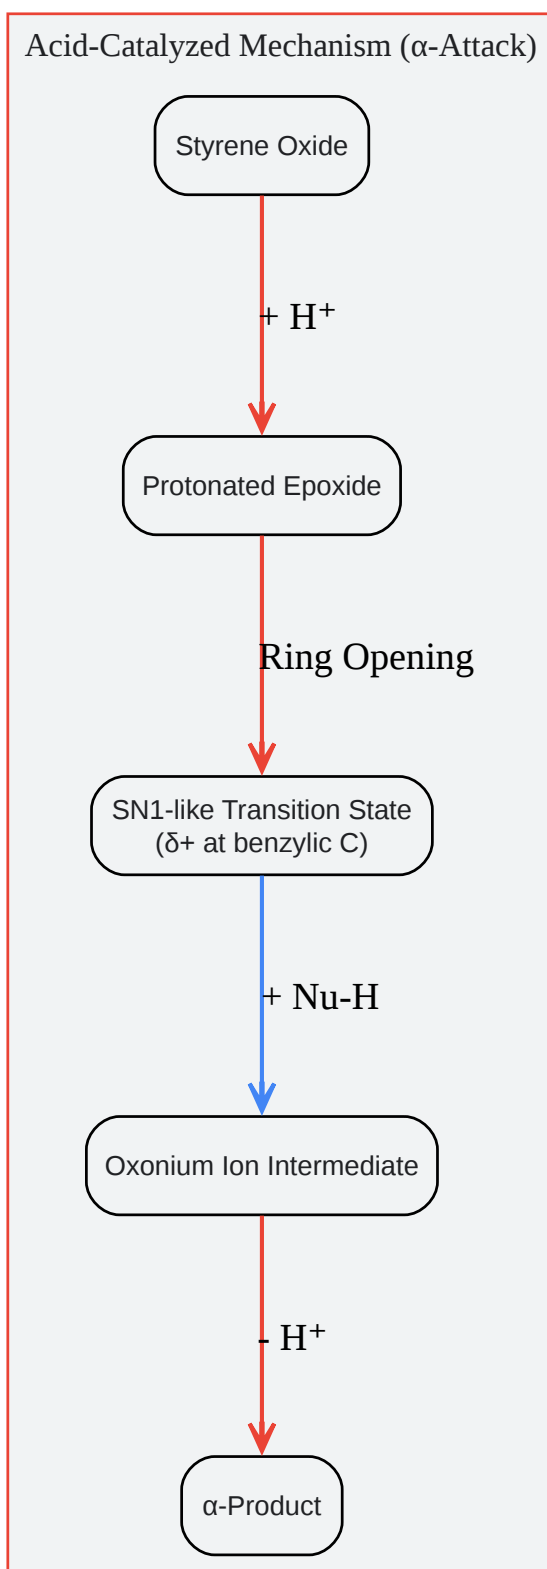 Acid-Catalyzed Mechanism (α-Attack)
Styrene Oxide
+ H⁺
Protonated Epoxide
Ring Opening
SN1-like Transition State
(δ+ at benzylic C)
+ Nu-H
Oxonium Ion Intermediate
- H⁺
α-Product